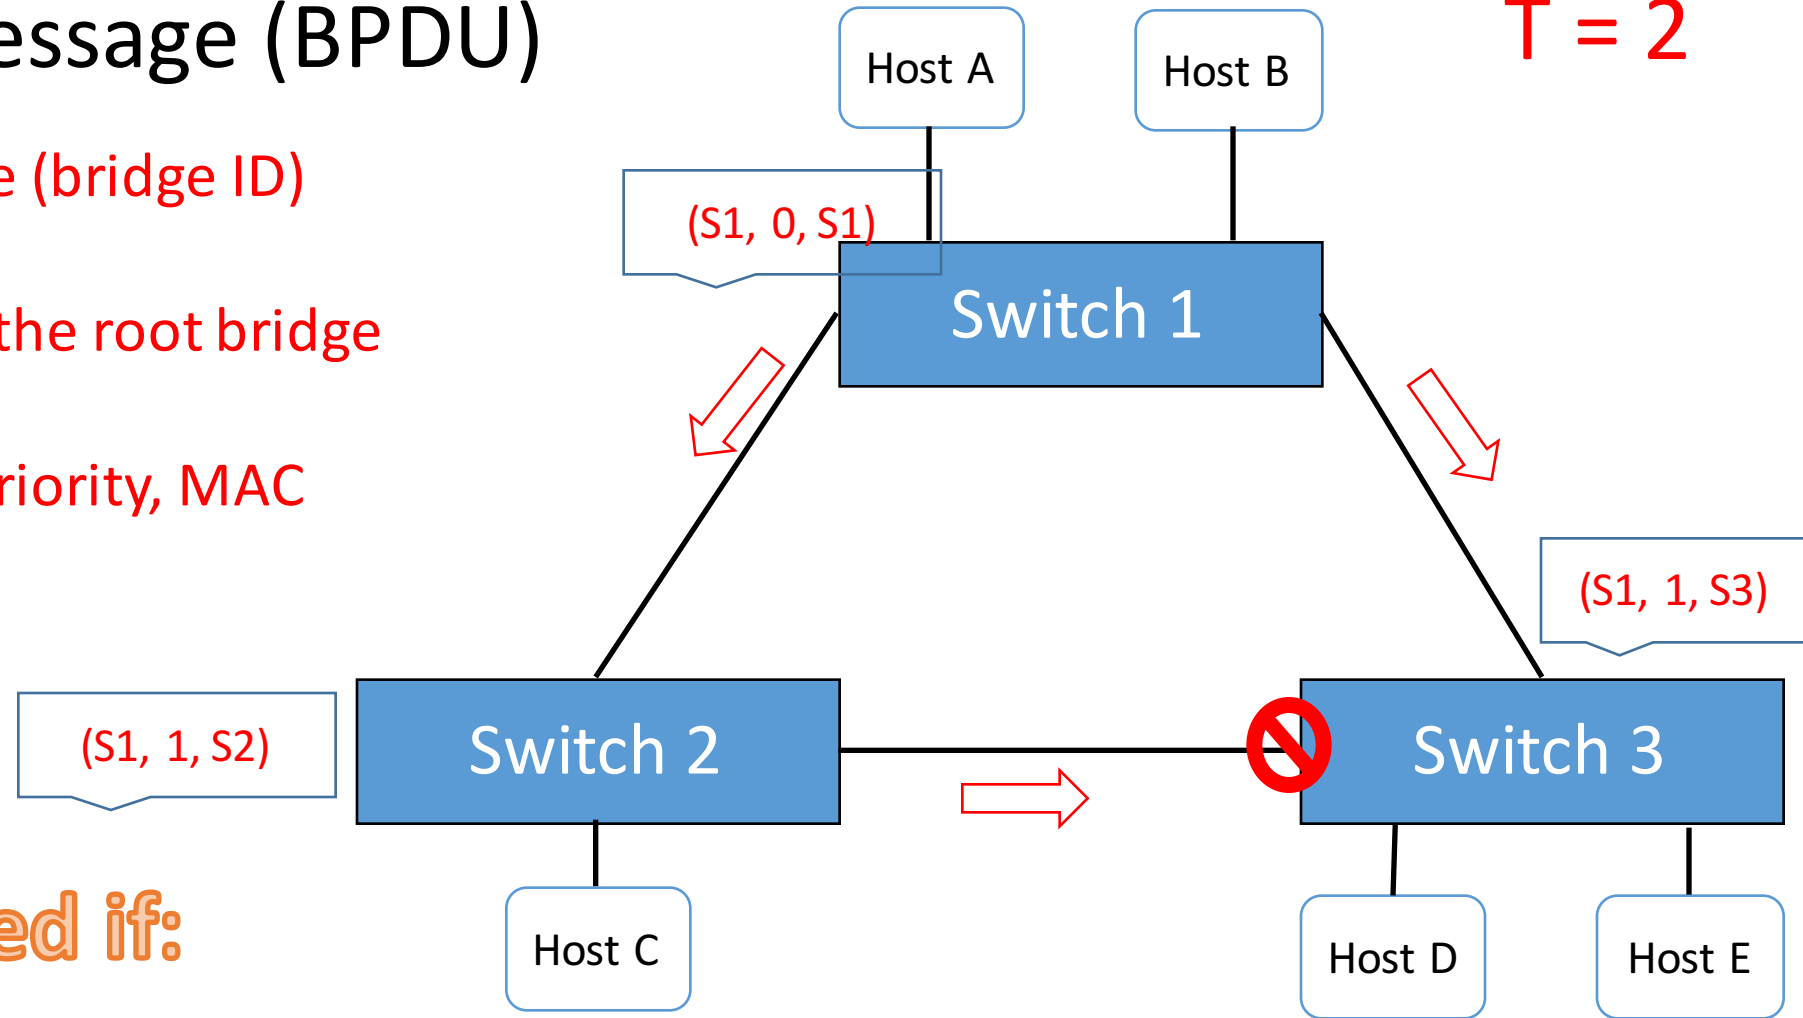 essage (BPDU)
T = 2
Host A
Host B
e (bridge ID)
(S1, 0, S1)
Switch 1
the root bridge
riority, MAC
(S1, 1, S3)
(S1, 1, S2)
Switch 2
Switch 3
ed if:
Host C
Host D
Host E